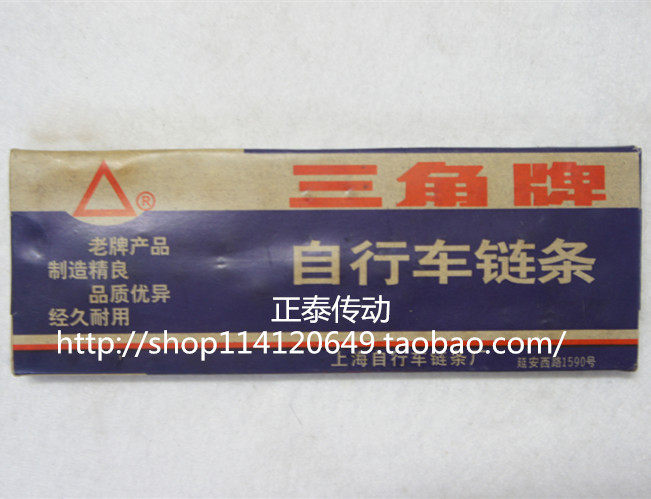 三角牌
®
老牌产品
制造精良
品质优异
经久耐用
自行车链条
正泰传动
http://shop114120649.taobao.com/
上海自行车链条厂
延安西路1590号